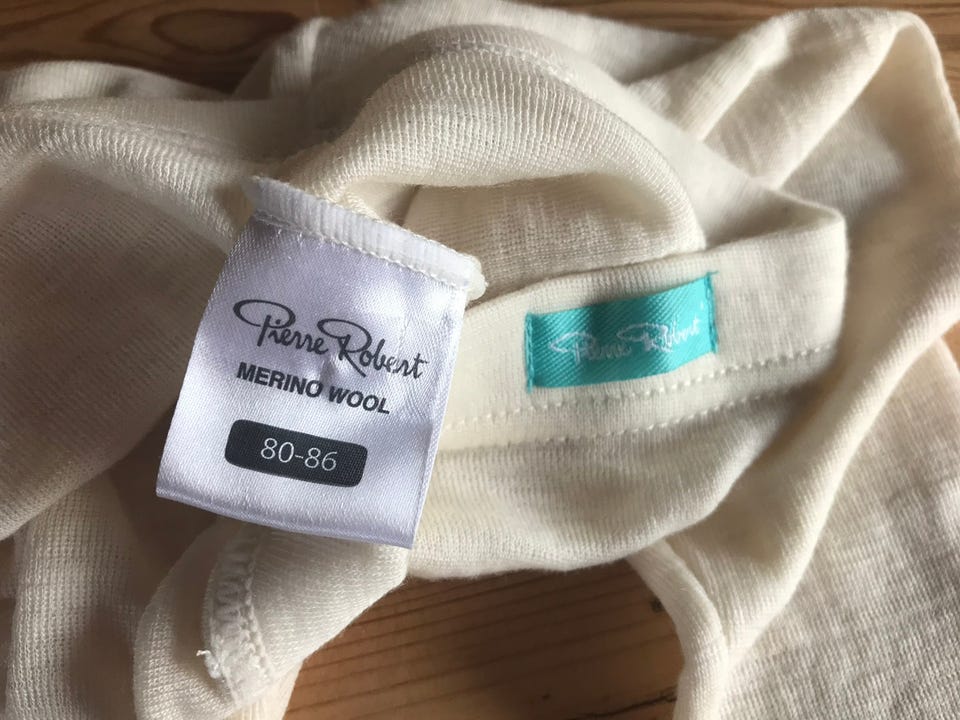 Pierre Robert
MERINO WOOL
80-86
Pierre Robert